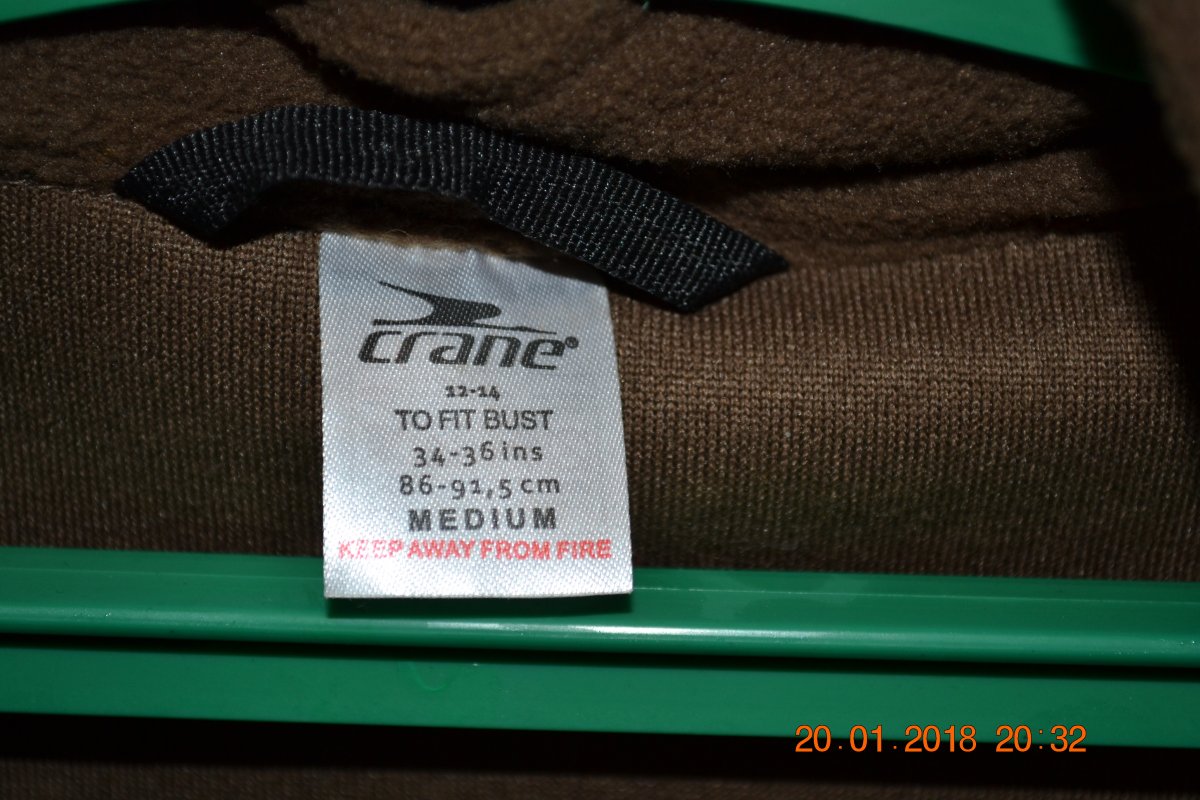 crane®
12-14
TO FIT BUST
34-36 ins
86-91,5 cm
MEDIUM
KEEP AWAY FROM FIRE
20.01.2018 20:32